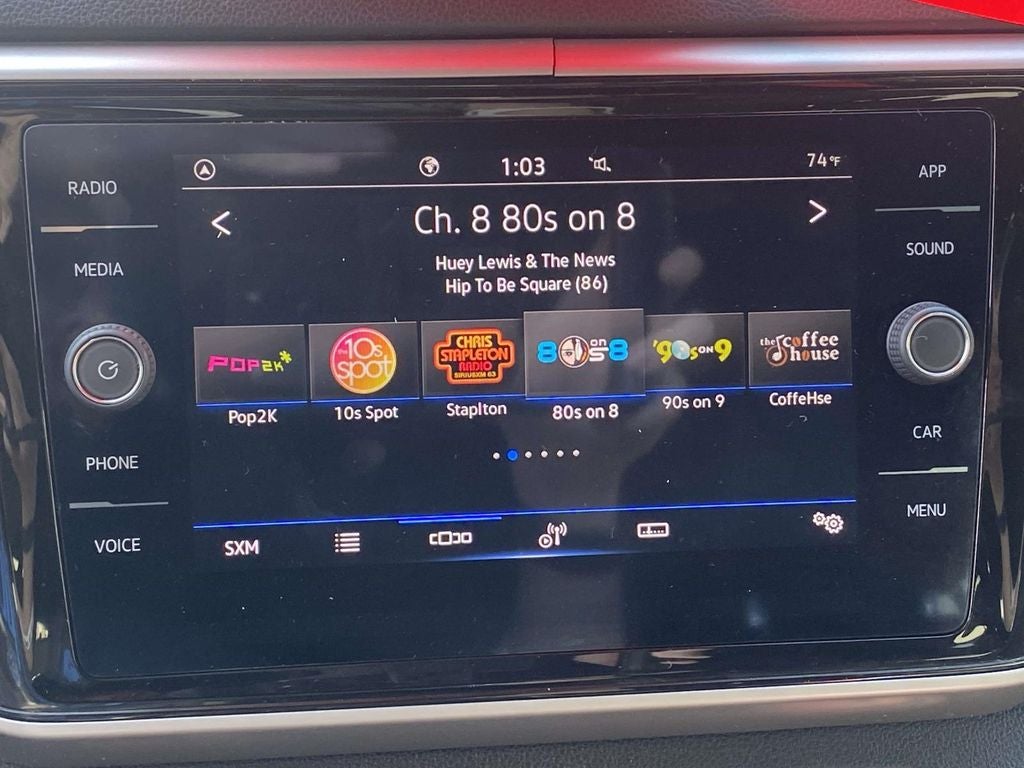 RADIO
MEDIA
PHONE
VOICE
1:03
74°F
Ch. 8 80s on 8
Huey Lewis & The News
Hip To Be Square (86)
POP2K*
the 10s spot
CHRIS STAPLETON RADIO SIRIUSXM 63
80s on 8
'90s ON 9
the coffee house
Pop2K
10s Spot
Staplton
80s on 8
90s on 9
CoffeHse
SXM
APP
SOUND
CAR
MENU